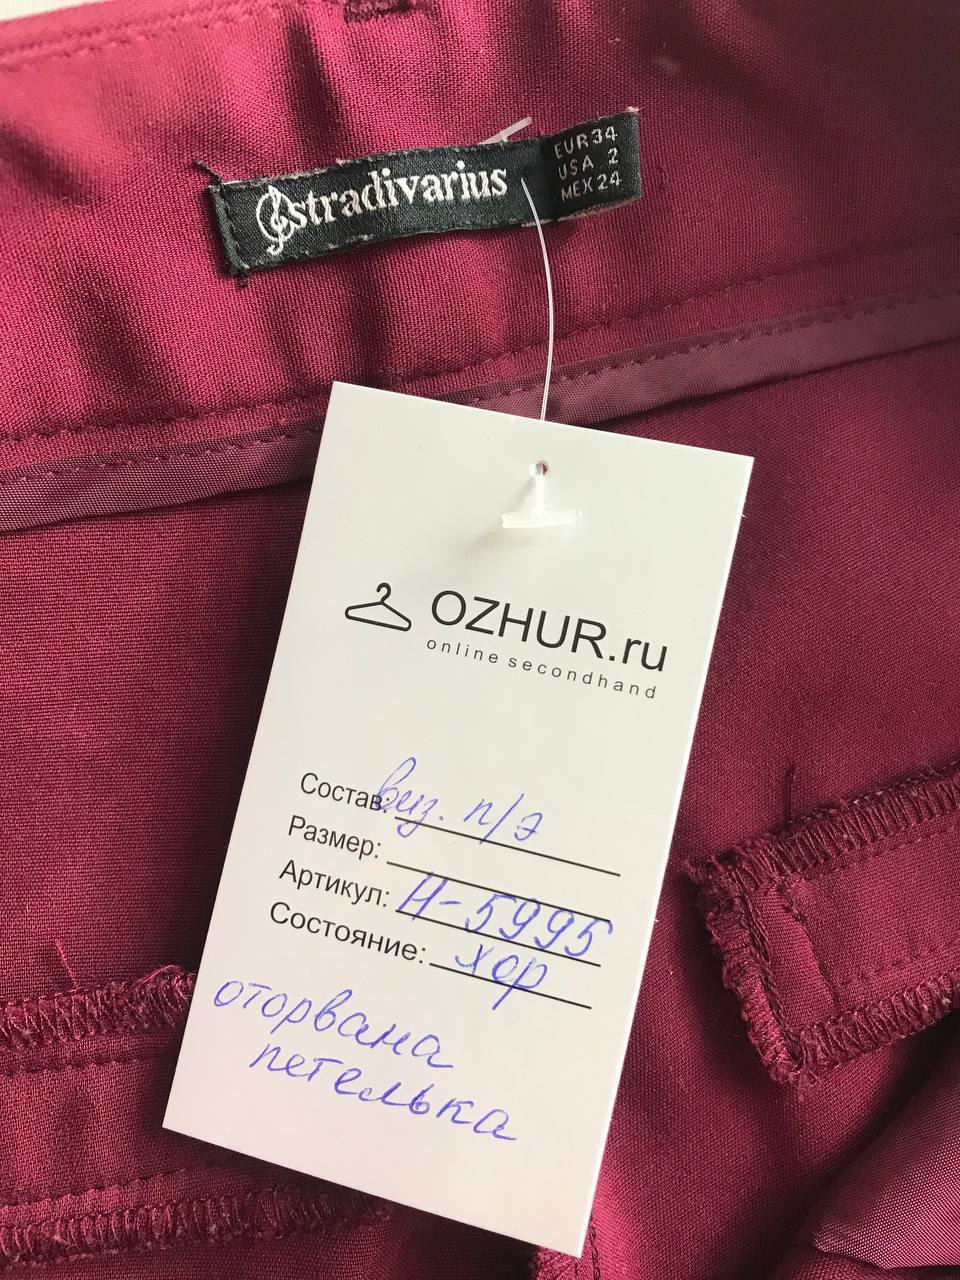 stradivarius
EUR 34
USA 2
MEX 24
OZHUR.ru
online secondhand
Состав: виз. п/э
Размер:
Артикул: Н-5995
Состояние: хор
оторвана
петелька